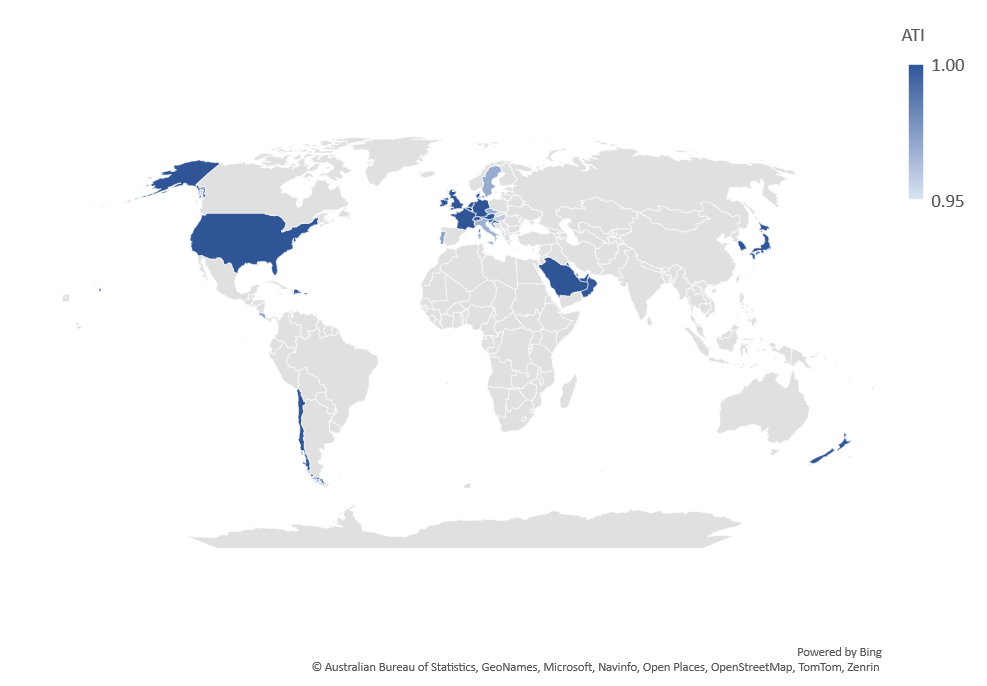 ATI
1.00
0.95
Powered by Bing
© Australian Bureau of Statistics, GeoNames, Microsoft, Navinfo, Open Places, OpenStreetMap, TomTom, Zenrin